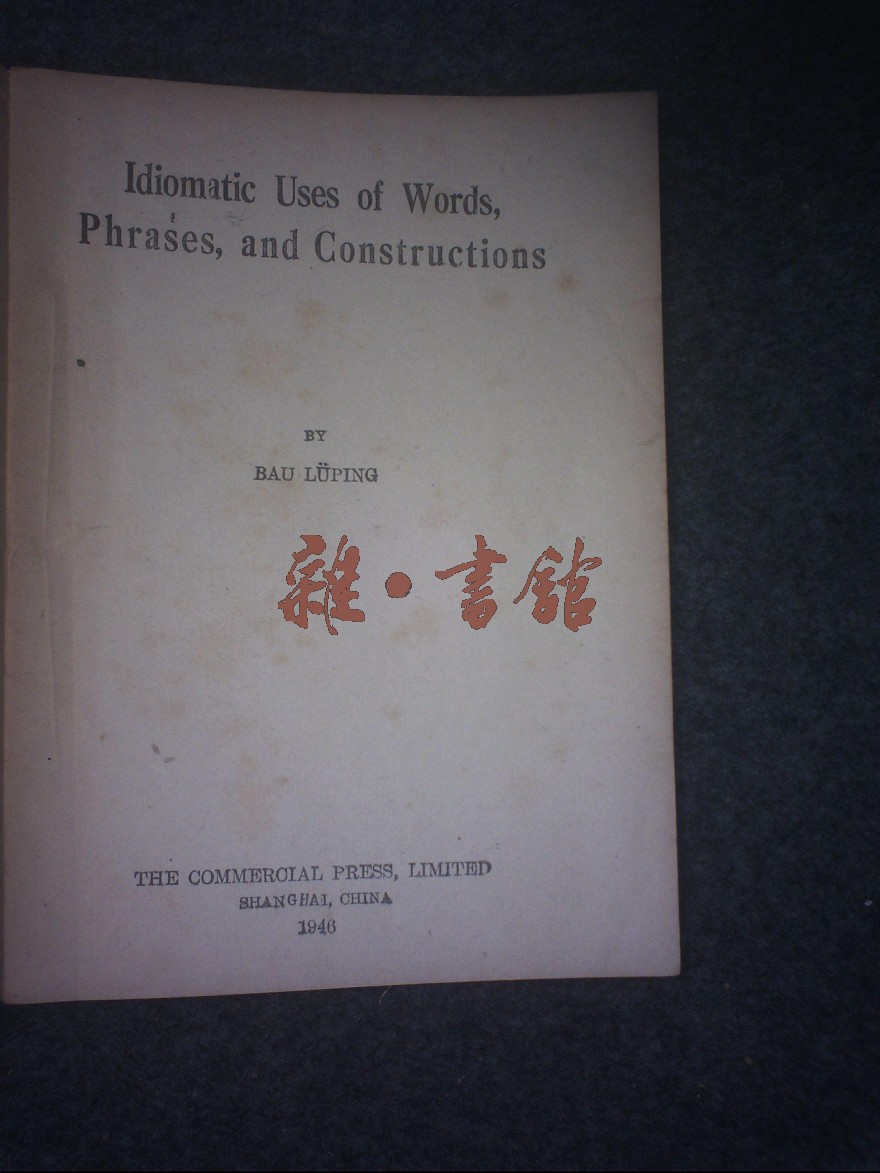 Idiomatic Uses of Words,
Phrases, and Constructions
BY
BAU LÜPING
雜·書館
THE COMMERCIAL PRESS, LIMITED
SHANGHAI, CHINA
1946